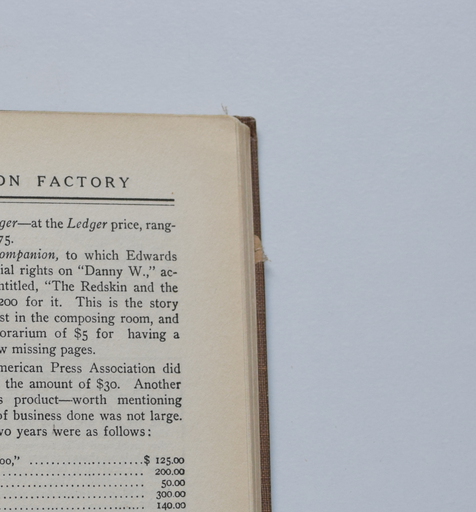 ON FACTORY
ger—at the Ledger price, rang-
75.
ompanion, to which Edwards
ial rights on "Danny W.," ac-
ntitled, "The Redskin and the
200 for it. This is the story
st in the composing room, and
orarium of $5 for having a
w missing pages.
merican Press Association did
the amount of $30. Another
s product—worth mentioning
of business done was not large.
wo years were as follows:
oo," ......................$ 125.00
...................... 200.00
...................... 50.00
...................... 300.00
...................... 140.00